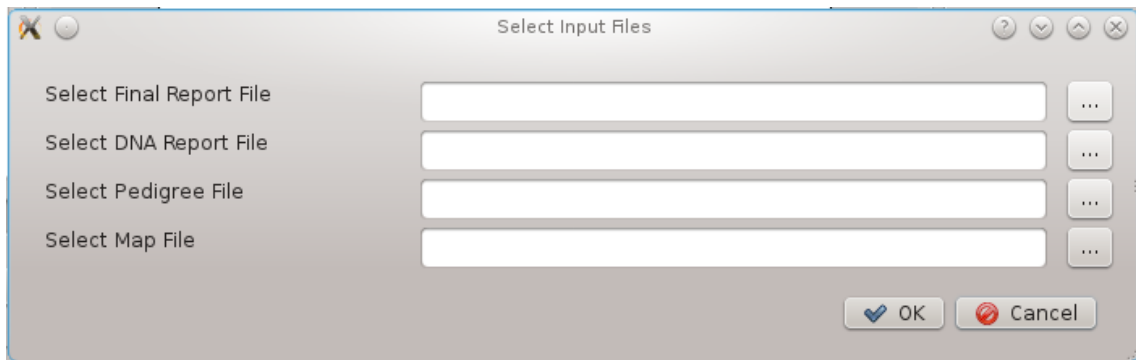 Select Input Files
Select Final Report File
...
Select DNA Report File
...
Select Pedigree File
...
Select Map File
...
OK Cancel